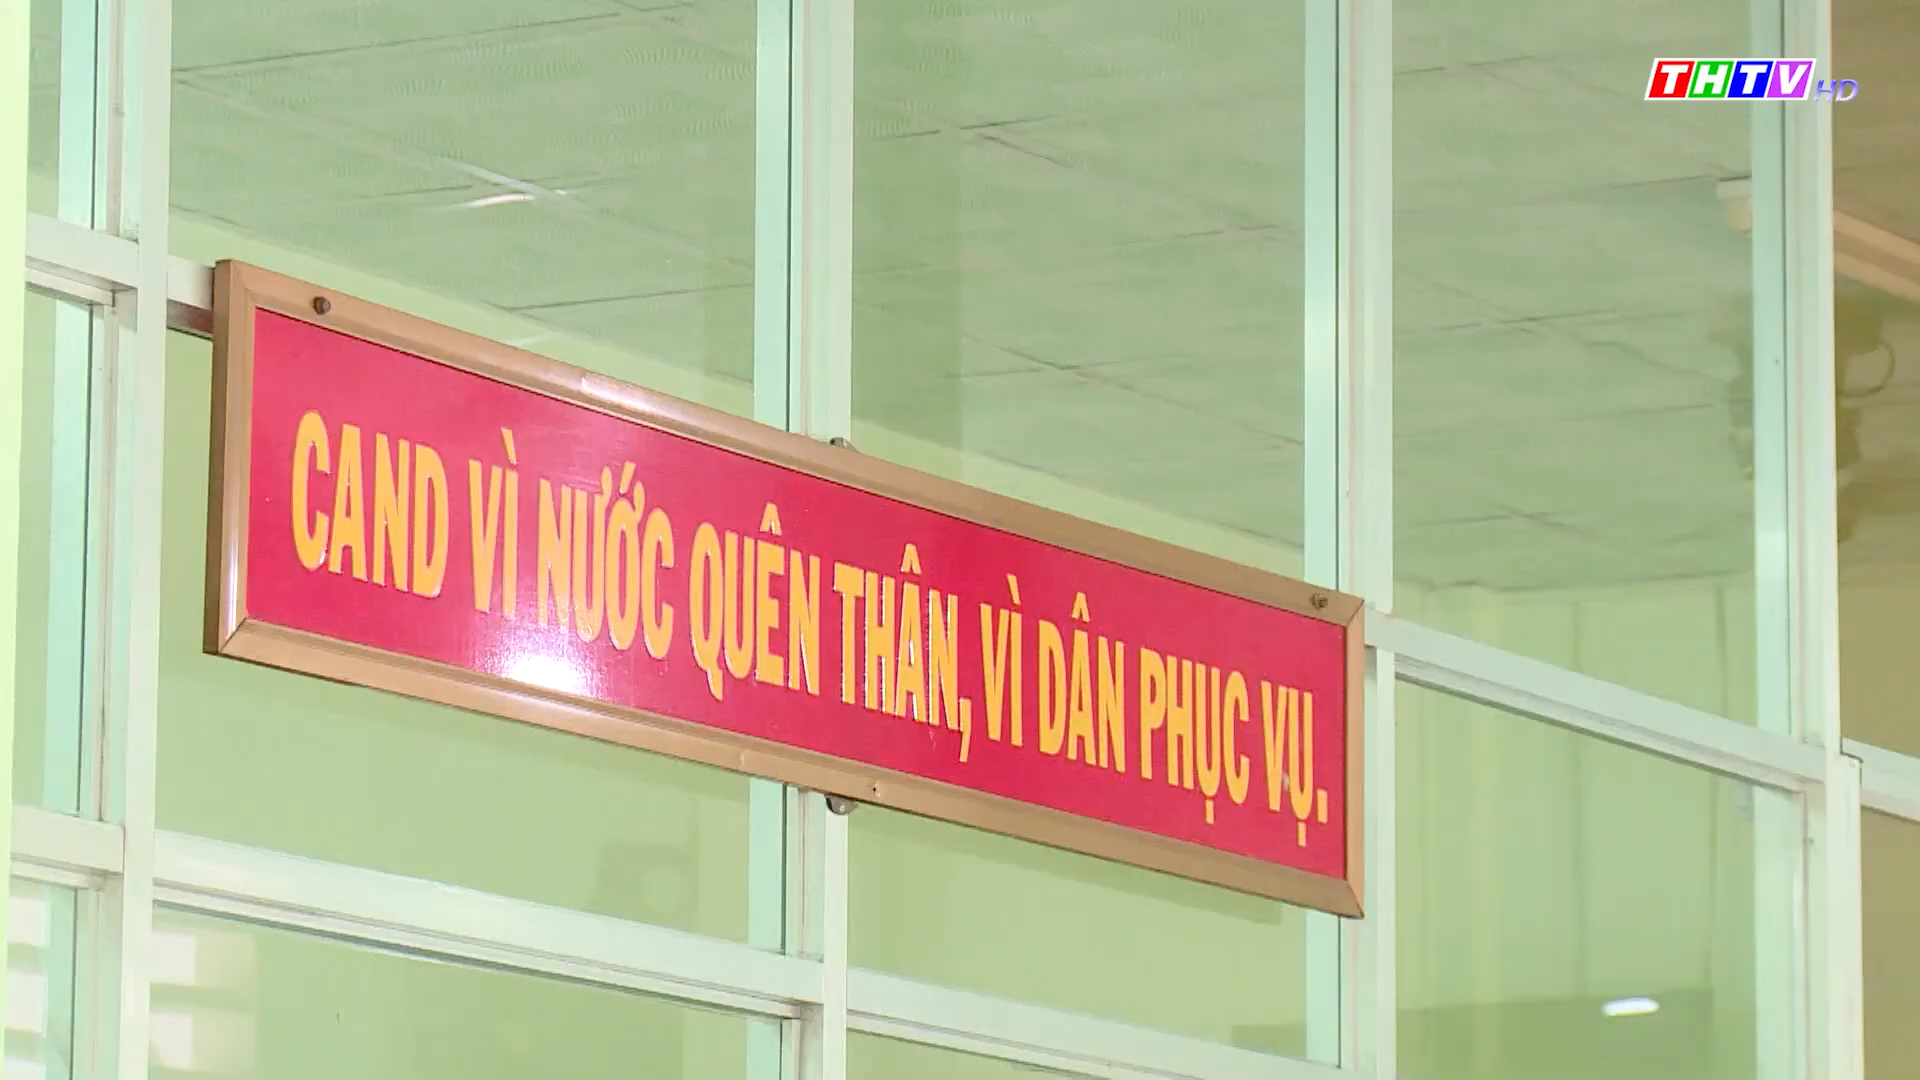 THTV HD
CAND VÌ NƯỚC QUÊN THÂN, VÌ DÂN PHỤC VỤ.